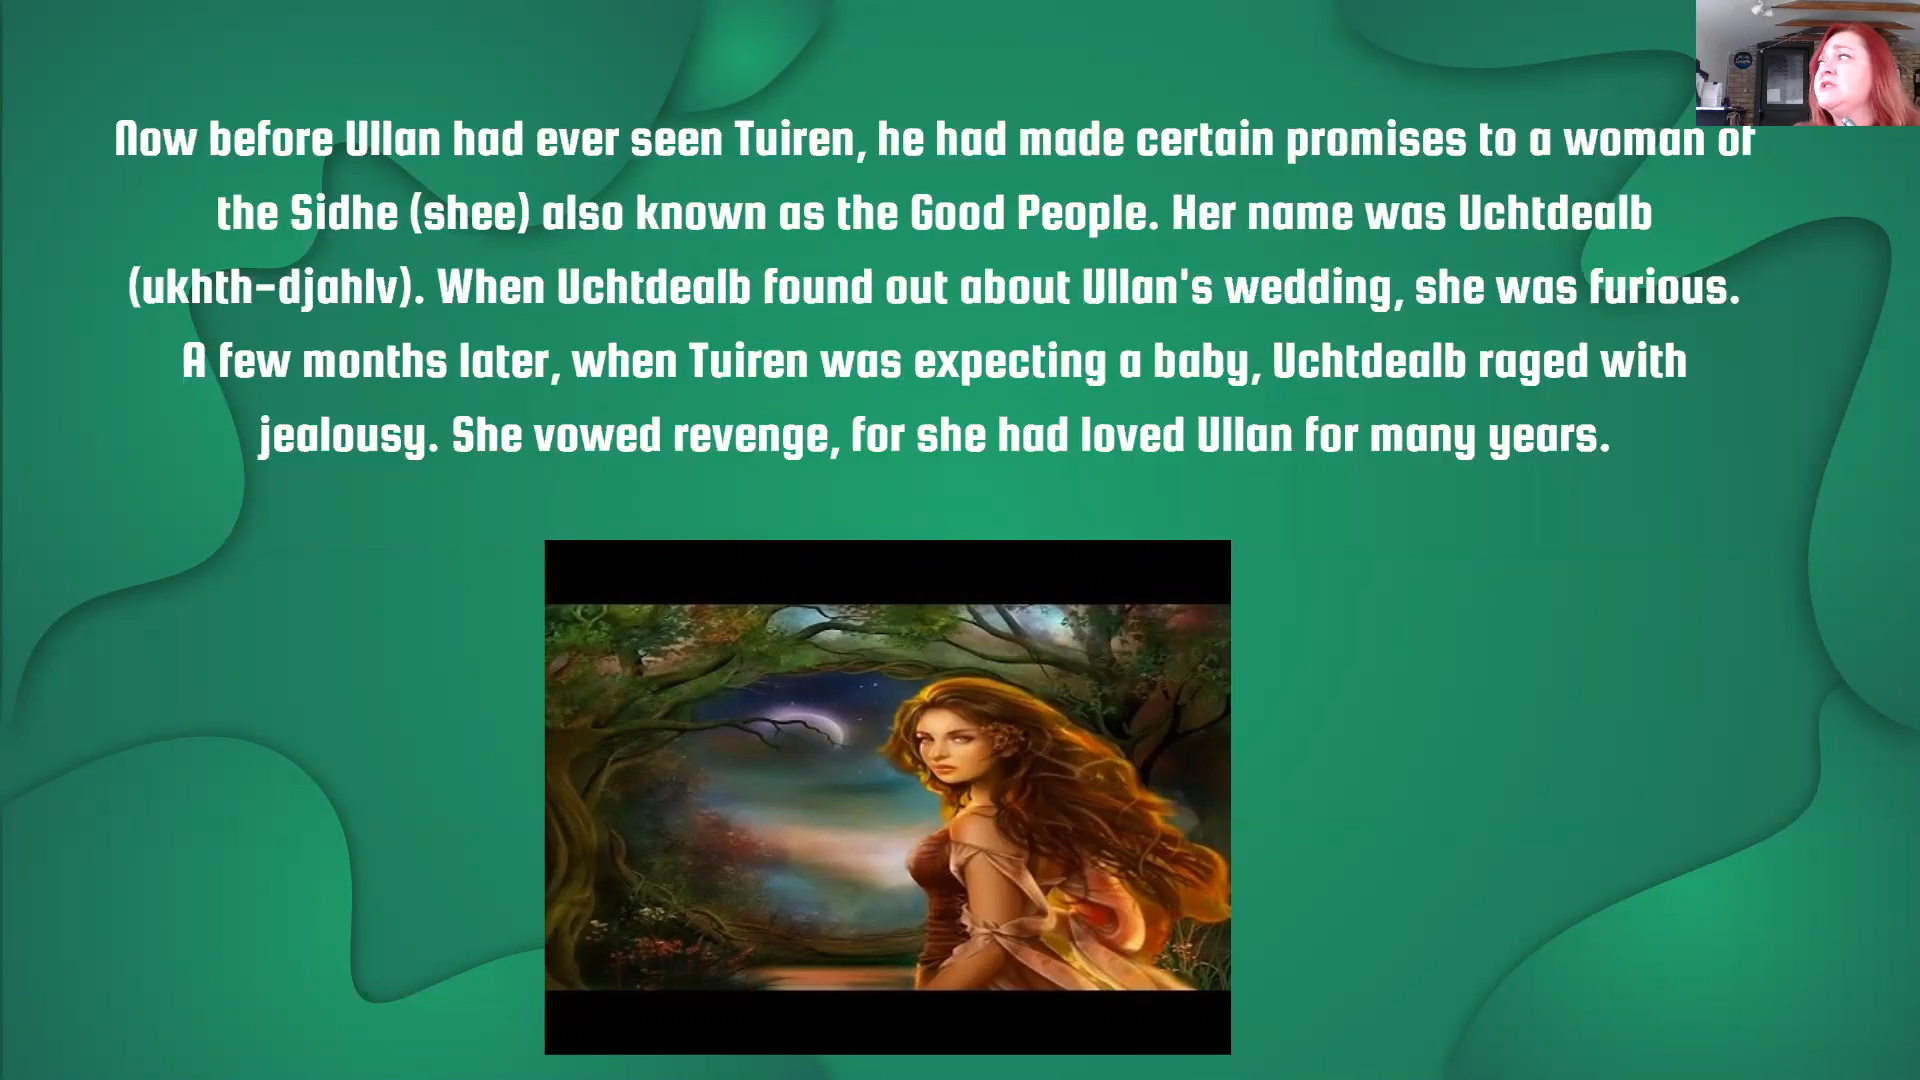 Now before Ullan had ever seen Tuiren, he had made certain promises to a woman of
the Sidhe (shee) also known as the Good People. Her name was Uchtdealb
(ukhth-djahlv). When Uchtdealb found out about Ullan's wedding, she was furious.
A few months later, when Tuiren was expecting a baby, Uchtdealb raged with
jealousy. She vowed revenge, for she had loved Ullan for many years.